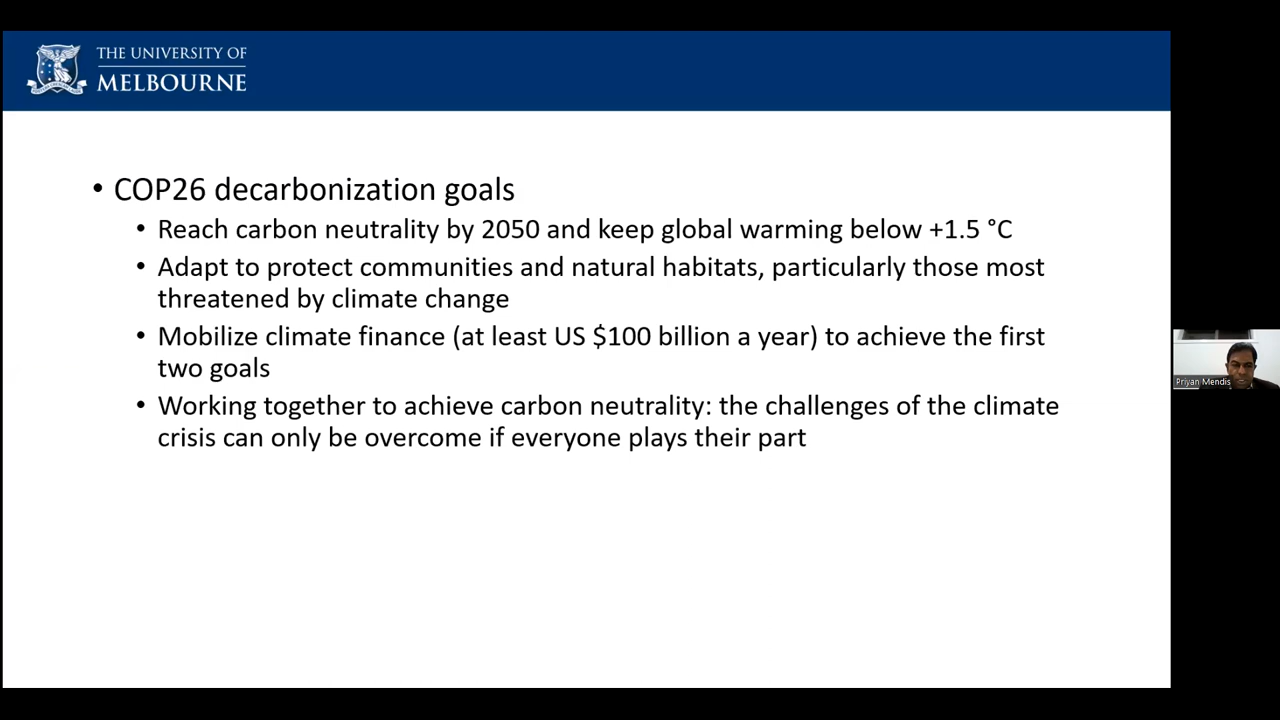 THE UNIVERSITY OF
MELBOURNE
• COP26 decarbonization goals
• Reach carbon neutrality by 2050 and keep global warming below +1.5 °C
• Adapt to protect communities and natural habitats, particularly those most
threatened by climate change
• Mobilize climate finance (at least US $100 billion a year) to achieve the first
two goals
• Working together to achieve carbon neutrality: the challenges of the climate
crisis can only be overcome if everyone plays their part
Priyan Mendis